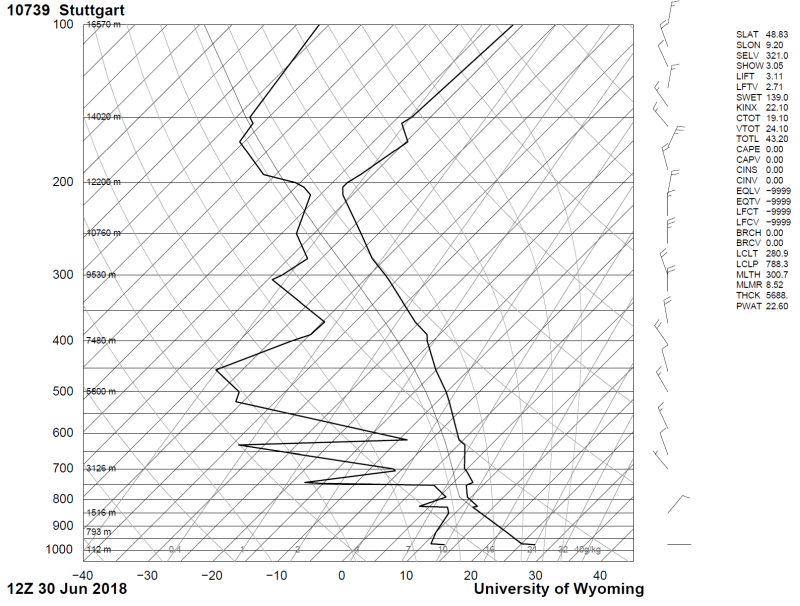 10739 Stuttgart
100
16570 m
14020 m
200
12200 m
10760 m
300
9530 m
400
7480 m
500
5800 m
600
700
3126 m
800
1516 m
900
793 m
1000
112 m
0.4
1
2
4
7
10
16
24
32
40g/kg
-40
-30
-20
-10
0
10
20
30
40
12Z 30 Jun 2018
University of Wyoming
SLAT 48.83
SLON 9.20
SELV 321.0
SHOW 3.05
LIFT 3.11
LFTV 2.71
SWET 139.0
KINX 22.10
CTOT 19.10
VTOT 24.10
TOTL 43.20
CAPE 0.00
CAPV 0.00
CINS 0.00
CINV 0.00
EQLV -9999
EQTV -9999
LFCT -9999
LFCV -9999
BRCH 0.00
BRCV 0.00
LCLT 280.9
LCLP 788.3
MLTH 300.7
MLMR 8.52
THCK 5688.
PWAT 22.60